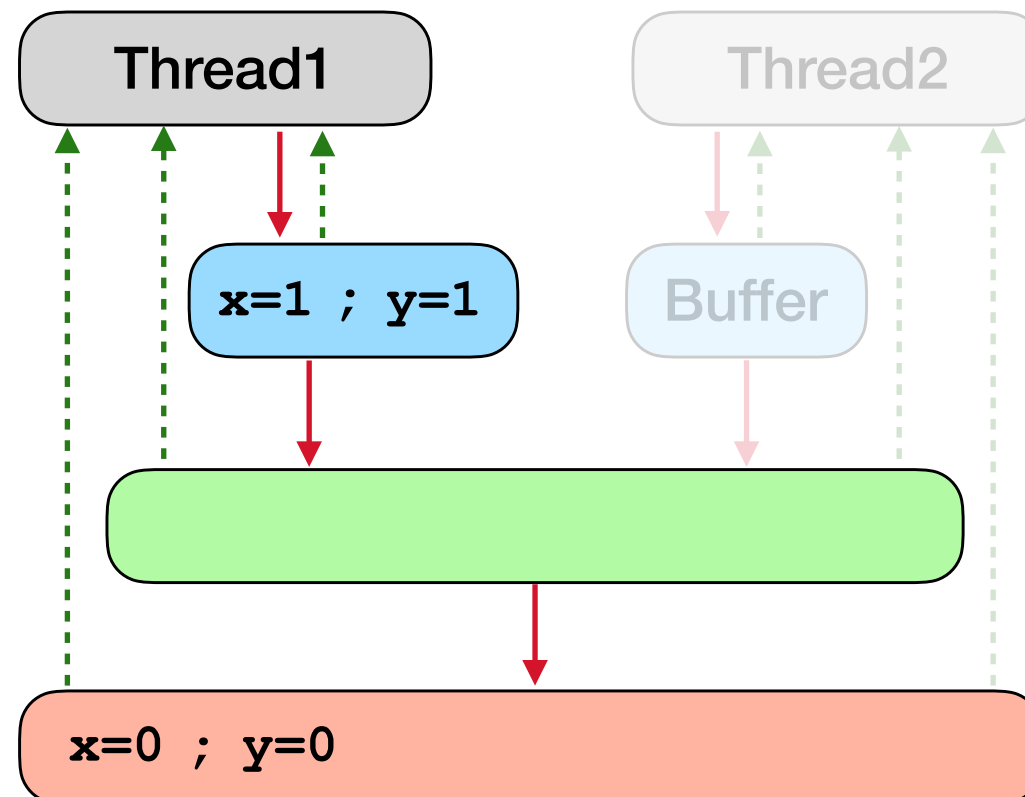 Thread1
Thread2
x=1 ; y=1
Buffer
x=0 ; y=0